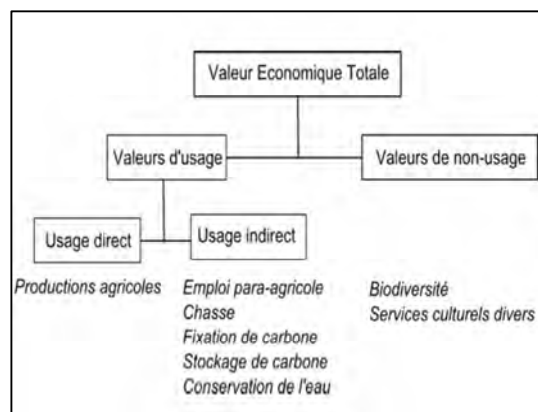 Valeur Economique Totale
Valeurs d'usage
Valeurs de non-usage
Usage direct
Usage indirect
Productions agricoles
Emploi para-agricole
Chasse
Fixation de carbone
Stockage de carbone
Conservation de l'eau
Biodiversité
Services culturels divers